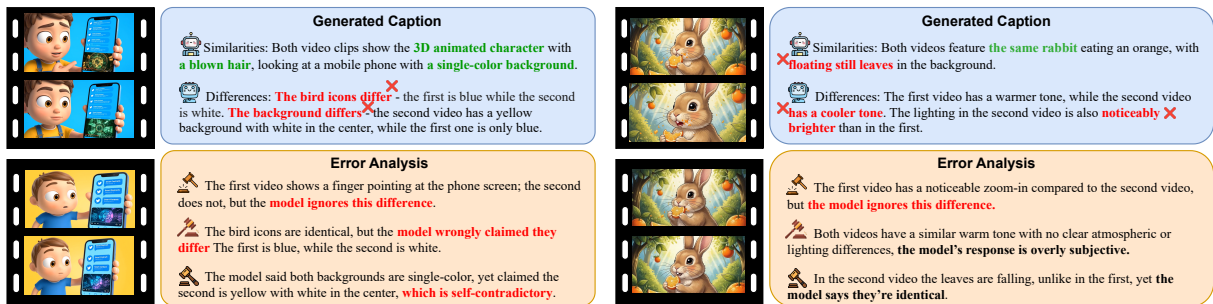 Generated Caption
Similarities: Both video clips show the 3D animated character with
a blown hair, looking at a mobile phone with a single-color background.
Differences: The bird icons differ - the first is blue while the second
is white. The background differs - the second video has a yellow
background with white in the center, while the first one is only blue.
Error Analysis
The first video shows a finger pointing at the phone screen; the second
does not, but the model ignores this difference.
The bird icons are identical, but the model wrongly claimed they
differ The first is blue, while the second is white.
The model said both backgrounds are single-color, yet claimed the
second is yellow with white in the center, which is self-contradictory.
Generated Caption
Similarities: Both videos feature the same rabbit eating an orange, with
floating still leaves in the background.
Differences: The first video has a warmer tone, while the second video
has a cooler tone. The lighting in the second video is also noticeably
brighter than in the first.
Error Analysis
The first video has a noticeable zoom-in compared to the second video,
but the model ignores this difference.
Both videos have a similar warm tone with no clear atmospheric or
lighting differences, the model's response is overly subjective.
In the second video the leaves are falling, unlike in the first, yet the
model says they're identical.